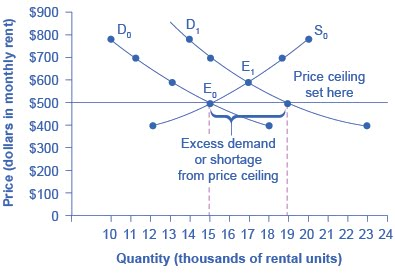 Price (dollars in monthly rent)
$900
$800
$700
$600
$500
$400
$300
$200
$100
0
D₀
D₁
S₀
E₁
E₀
Price ceiling
set here
Excess demand
or shortage
from price ceiling
10 11 12 13 14 15 16 17 18 19 20 21 22 23 24
Quantity (thousands of rental units)